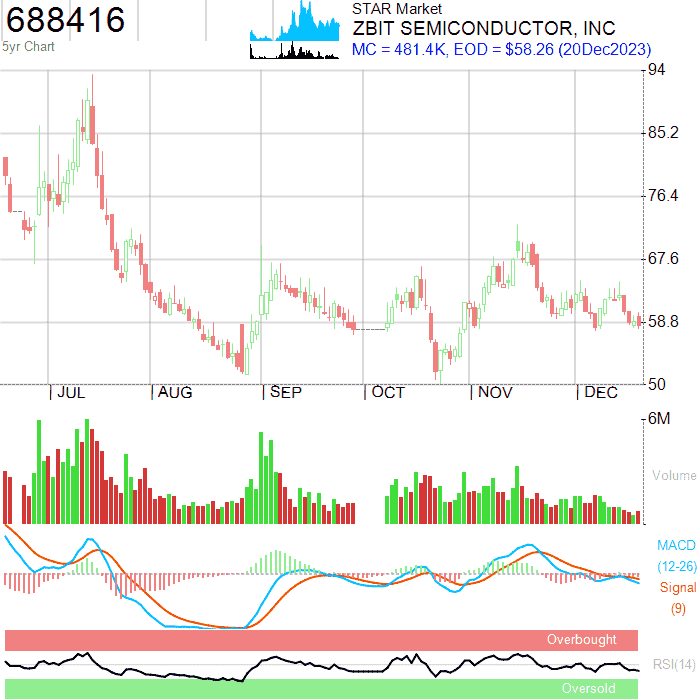 688416
5yr Chart
STAR Market
ZBIT SEMICONDUCTOR, INC
MC = 481.4K, EOD = $58.26 (20Dec2023)
94
85.2
76.4
67.6
58.8
50
JUL
AUG
SEP
OCT
NOV
DEC
6M
Volume
MACD
(12-26)
Signal
(9)
Overbought
RSI(14)
Oversold